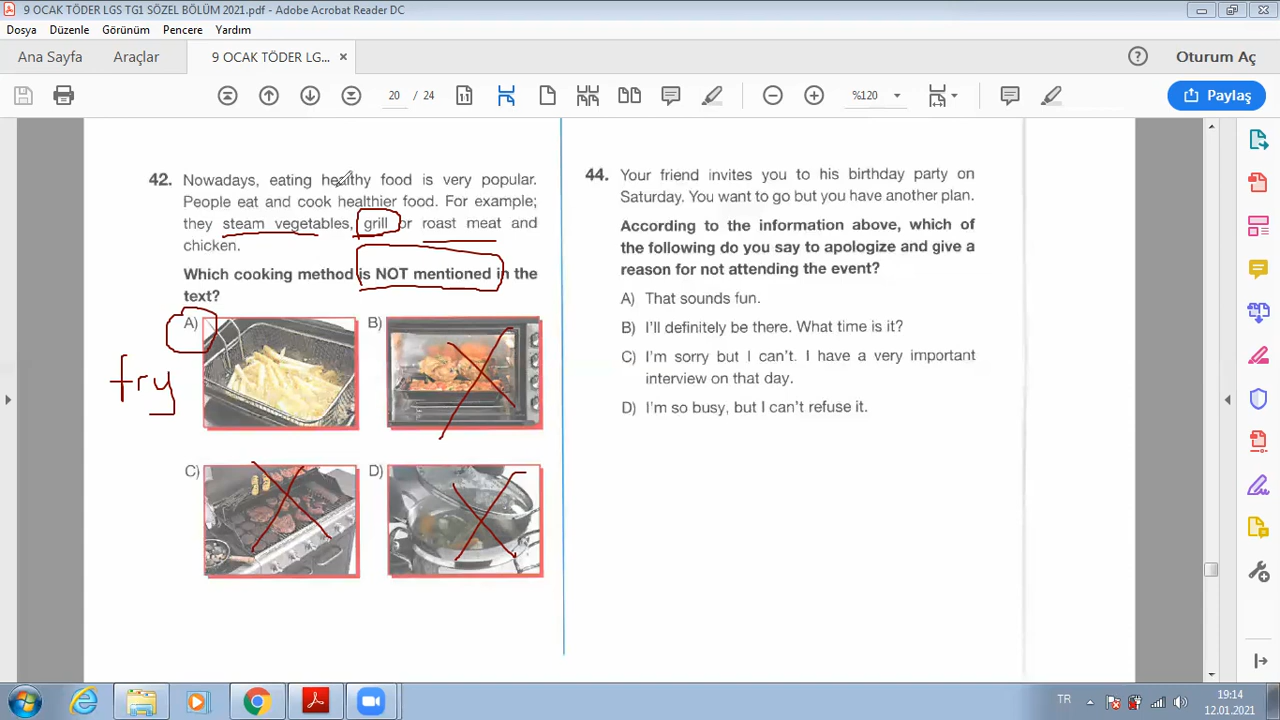 9 OCAK TÖDER LGS TG1 SÖZEL BÖLÜM 2021.pdf - Adobe Acrobat Reader DC
Dosya Düzenle Görünüm Pencere Yardım
Ana Sayfa Araçlar 9 OCAK TÖDER LG... × Oturum Aç
20 / 24 %120 Paylaş
42. Nowadays, eating healthy food is very popular.
People eat and cook healthier food. For example;
they steam vegetables, grill or roast meat and
chicken.
Which cooking method is NOT mentioned in the
text?
A) B)
fry
C) D)
44. Your friend invites you to his birthday party on
Saturday. You want to go but you have another plan.
According to the information above, which of
the following do you say to apologize and give a
reason for not attending the event?
A) That sounds fun.
B) I'll definitely be there. What time is it?
C) I'm sorry but I can't. I have a very important
interview on that day.
D) I'm so busy, but I can't refuse it.
TR 19:14
12.01.2021